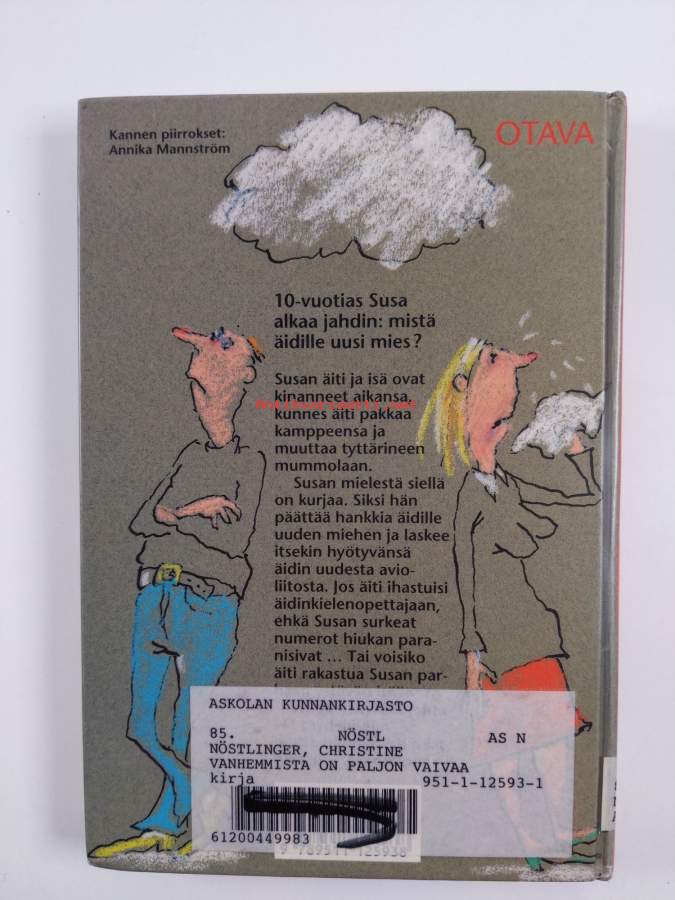 Kannen piirrokset:
Annika Mannström
OTAVA
10-vuotias Susa
alkaa jahdin: mistä
äidille uusi mies?
Susan äiti ja isä ovat
kinanneet aikansa,
kunnes äiti pakkaa
kamppeensa ja
muuttaa tyttärineen
mummolaan.
Susan mielestä siellä
on kurjaa. Siksi hän
päättää hankkia äidille
uuden miehen ja laskee
itsekin hyötyvänsä
äidin uudesta avio-
liitosta. Jos äiti ihastuisi
äidinkielenopettajaan,
ehkä Susan surkeat
numerot hiukan para-
nisivat ... Tai voisiko
äiti rakastua Susan par-
ASKOLAN KUNNANKIRJASTO
85. NÖSTL AS N
NÖSTLINGER, CHRISTINE
VANHEMMISTA ON PALJON VAIVAA
kirja 951-1-12593-1
61200449983
9 789511 125938